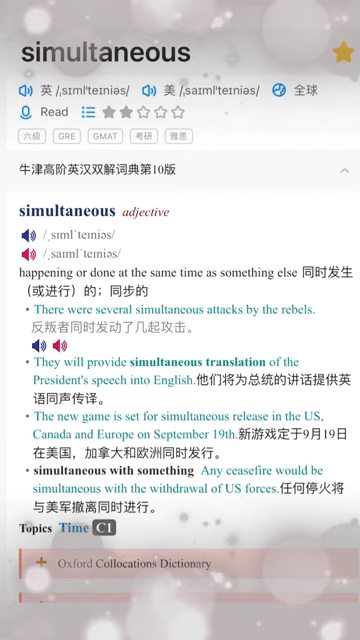 simultaneous
英 /ˌsɪmlˈteɪniəs/ 美 /ˌsaɪmlˈteɪniəs/ 全球
Read
六级 GRE GMAT 考研 雅思
牛津高阶英汉双解词典第10版
simultaneous adjective
/ˌsɪmlˈteɪniəs/
/ˌsaɪmlˈteɪniəs/
happening or done at the same time as something else 同时发生
（或进行）的；同步的
• There were several simultaneous attacks by the rebels.
反叛者同时发动了几起攻击。
• They will provide simultaneous translation of the
President's speech into English.他们将为总统的讲话提供英
语同声传译。
• The new game is set for simultaneous release in the US,
Canada and Europe on September 19th.新游戏定于9月19日
在美国，加拿大和欧洲同时发行。
• simultaneous with something Any ceasefire would be
simultaneous with the withdrawal of US forces.任何停火将
与美军撤离同时进行。
Topics Time C1
+ Oxford Collocations Dictionary